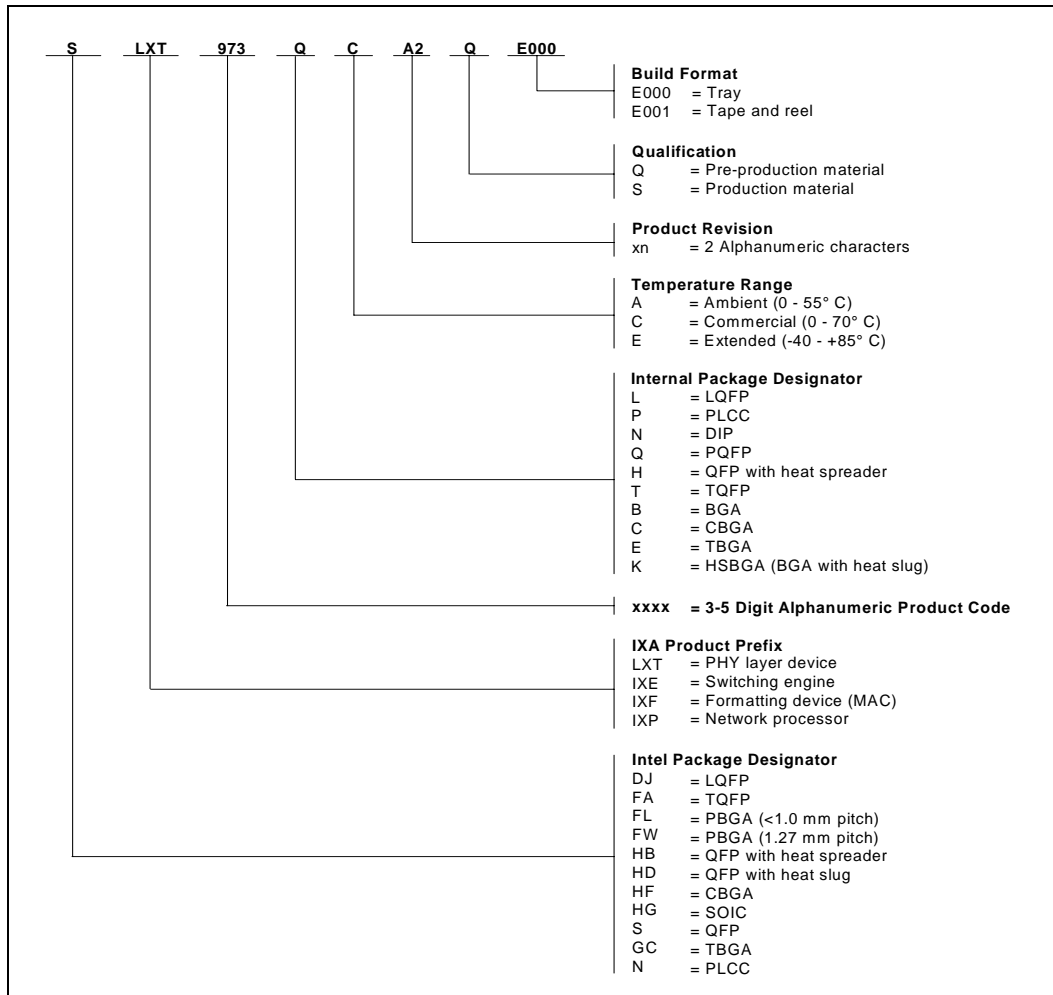 S LXT 973 Q C A2 Q E000
Build Format
E000 = Tray
E001 = Tape and reel
Qualification
Q = Pre-production material
S = Production material
Product Revision
xn = 2 Alphanumeric characters
Temperature Range
A = Ambient (0 - 55° C)
C = Commercial (0 - 70° C)
E = Extended (-40 - +85° C)
Internal Package Designator
L = LQFP
P = PLCC
N = DIP
Q = PQFP
H = QFP with heat spreader
T = TQFP
B = BGA
C = CBGA
E = TBGA
K = HSBGA (BGA with heat slug)
xxxx = 3-5 Digit Alphanumeric Product Code
IXA Product Prefix
LXT = PHY layer device
IXE = Switching engine
IXF = Formatting device (MAC)
IXP = Network processor
Intel Package Designator
DJ = LQFP
FA = TQFP
FL = PBGA (<1.0 mm pitch)
FW = PBGA (1.27 mm pitch)
HB = QFP with heat spreader
HD = QFP with heat slug
HF = CBGA
HG = SOIC
S = QFP
GC = TBGA
N = PLCC